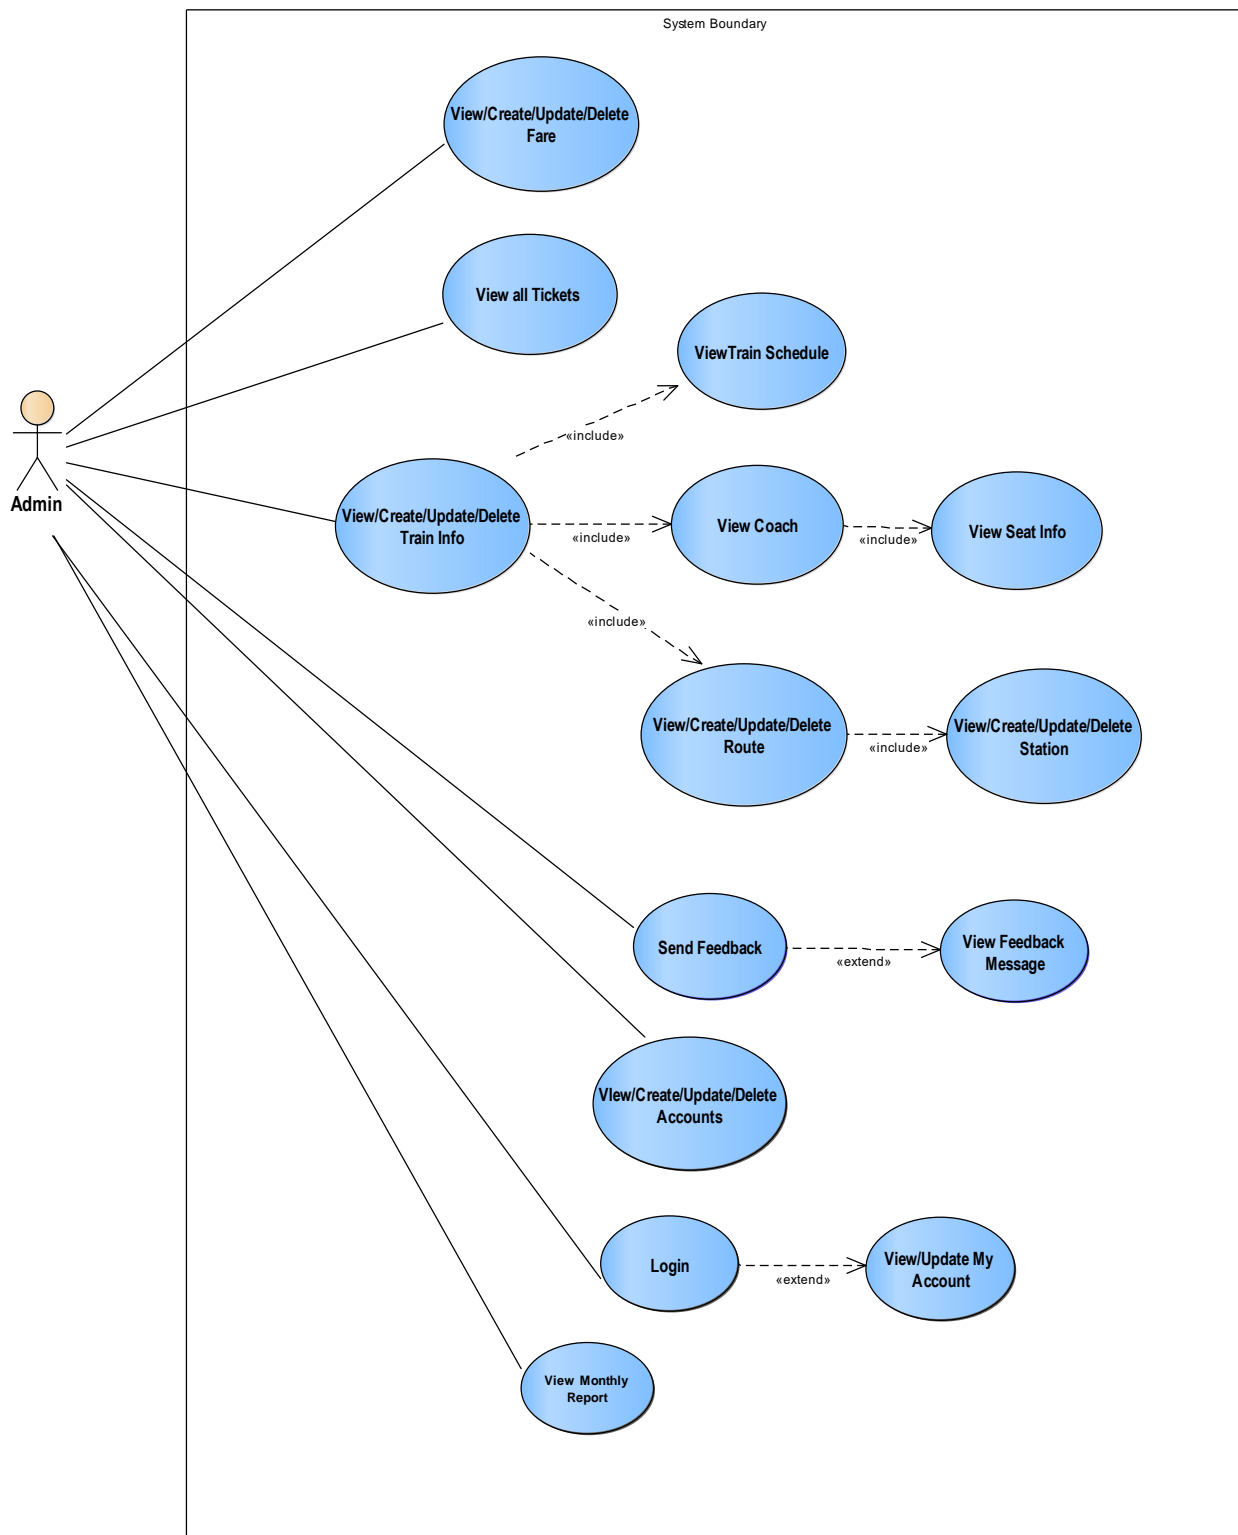 System Boundary
View/Create/Update/Delete
Fare
View all Tickets
ViewTrain Schedule
«include»
Admin
View/Create/Update/Delete
Train Info
«include»
View Coach
«include»
View Seat Info
«include»
View/Create/Update/Delete
Route
«include»
View/Create/Update/Delete
Station
Send Feedback
«extend»
View Feedback
Message
VIew/Create/Update/Delete
Accounts
Login
«extend»
View/Update My
Account
View Monthly
Report